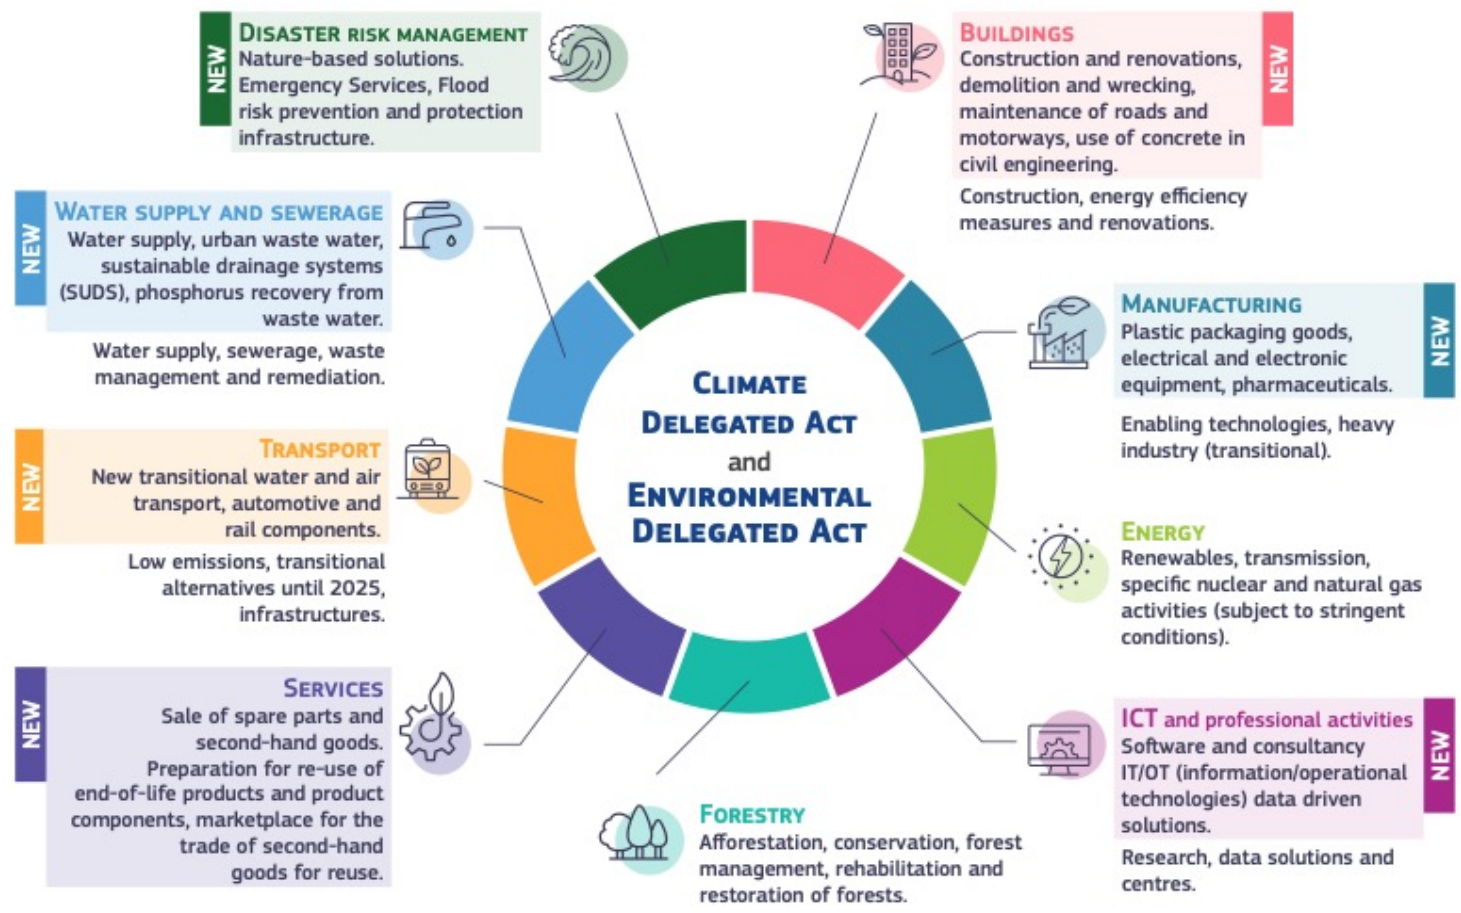 NEW
DISASTER RISK MANAGEMENT
Nature-based solutions.
Emergency Services, Flood
risk prevention and protection
infrastructure.
BUILDINGS
Construction and renovations,
demolition and wrecking,
maintenance of roads and
motorways, use of concrete in
civil engineering.
NEW
Construction, energy efficiency
measures and renovations.
NEW
WATER SUPPLY AND SEWERAGE
Water supply, urban waste water,
sustainable drainage systems
(SUDS), phosphorus recovery from
waste water.
Water supply, sewerage, waste
management and remediation.
MANUFACTURING
Plastic packaging goods,
electrical and electronic
equipment, pharmaceuticals.
NEW
Enabling technologies, heavy
industry (transitional).
CLIMATE
DELEGATED ACT
and
ENVIRONMENTAL
DELEGATED ACT
NEW
TRANSPORT
New transitional water and air
transport, automotive and
rail components.
Low emissions, transitional
alternatives until 2025,
infrastructures.
ENERGY
Renewables, transmission,
specific nuclear and natural gas
activities (subject to stringent
conditions).
NEW
SERVICES
Sale of spare parts and
second-hand goods.
Preparation for re-use of
end-of-life products and product
components, marketplace for the
trade of second-hand
goods for reuse.
FORESTRY
Afforestation, conservation, forest
management, rehabilitation and
restoration of forests.
ICT and professional activities
Software and consultancy
IT/OT (information/operational
technologies) data driven
solutions.
NEW
Research, data solutions and
centres.